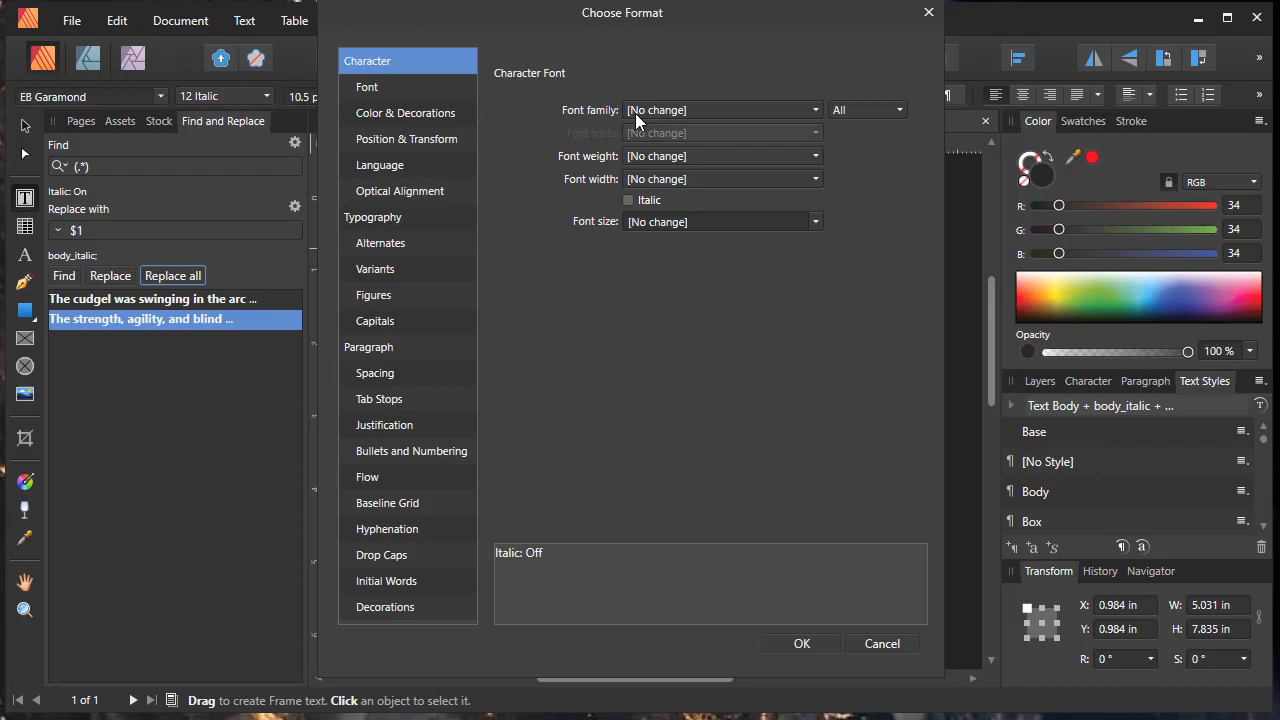 Choose Format
File Edit Document Text Table
EB Garamond 12 Italic 10.5 p
Pages Assets Stock Find and Replace
Find
(.*)
Italic: On
Replace with
$1
body_italic;
Find Replace Replace all
The cudgel was swinging in the arc ...
The strength, agility, and blind ...
Character
Font
Color & Decorations
Position & Transform
Language
Optical Alignment
Typography
Alternates
Variants
Figures
Capitals
Paragraph
Spacing
Tab Stops
Justification
Bullets and Numbering
Flow
Baseline Grid
Hyphenation
Drop Caps
Initial Words
Decorations
Character Font
Font family: [No change] All
Font traits: [No change]
Font weight: [No change]
Font width: [No change]
Italic
Font size: [No change]
Italic: Off
OK Cancel
Color Swatches Stroke
RGB
R: 34
G: 34
B: 34
Opacity
100 %
Layers Character Paragraph Text Styles
Text Body + body_italic + ...
Base
[No Style]
Body
Box
Transform History Navigator
X: 0.984 in W: 5.031 in
Y: 0.984 in H: 7.835 in
R: 0 ° S: 0 °
1 of 1 Drag to create Frame text. Click an object to select it.